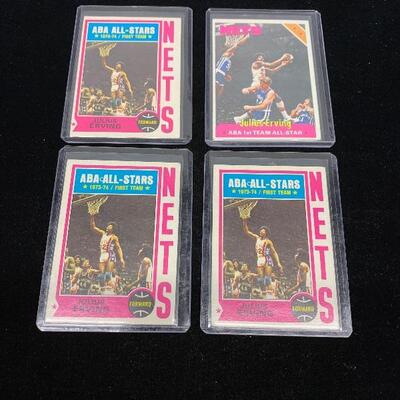 ABA ALL-STARS
1973-74 / FIRST TEAM
NETS
JULIUS
ERVING
FORWARD
NETS
Julius Erving
ABA 1st TEAM ALL-STAR
ABA ALL-STARS
1973-74 / FIRST TEAM
NETS
JULIUS
ERVING
FORWARD
ABA ALL-STARS
1973-74 / FIRST TEAM
NETS
JULIUS
ERVING
FORWARD